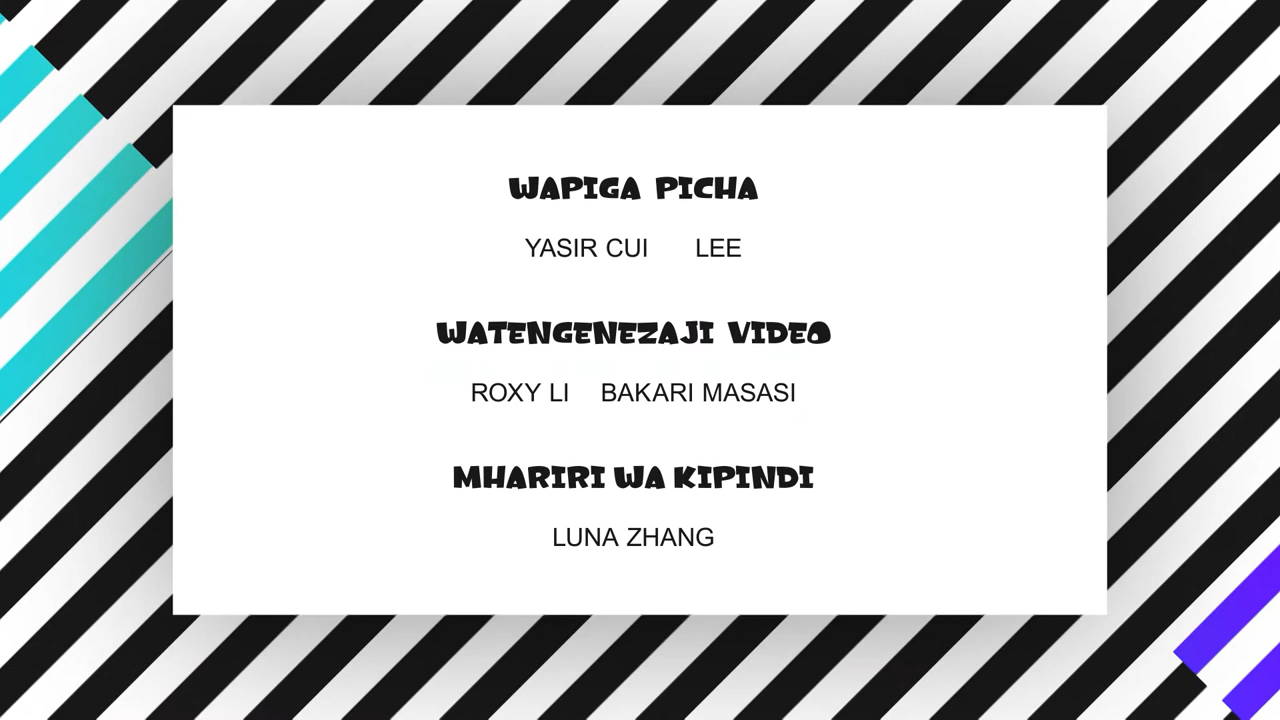 WAPIGA PICHA
YASIR CUI LEE
WATENGENEZAJI VIDEO
ROXY LI BAKARI MASASI
MHARIRI WA KIPINDI
LUNA ZHANG